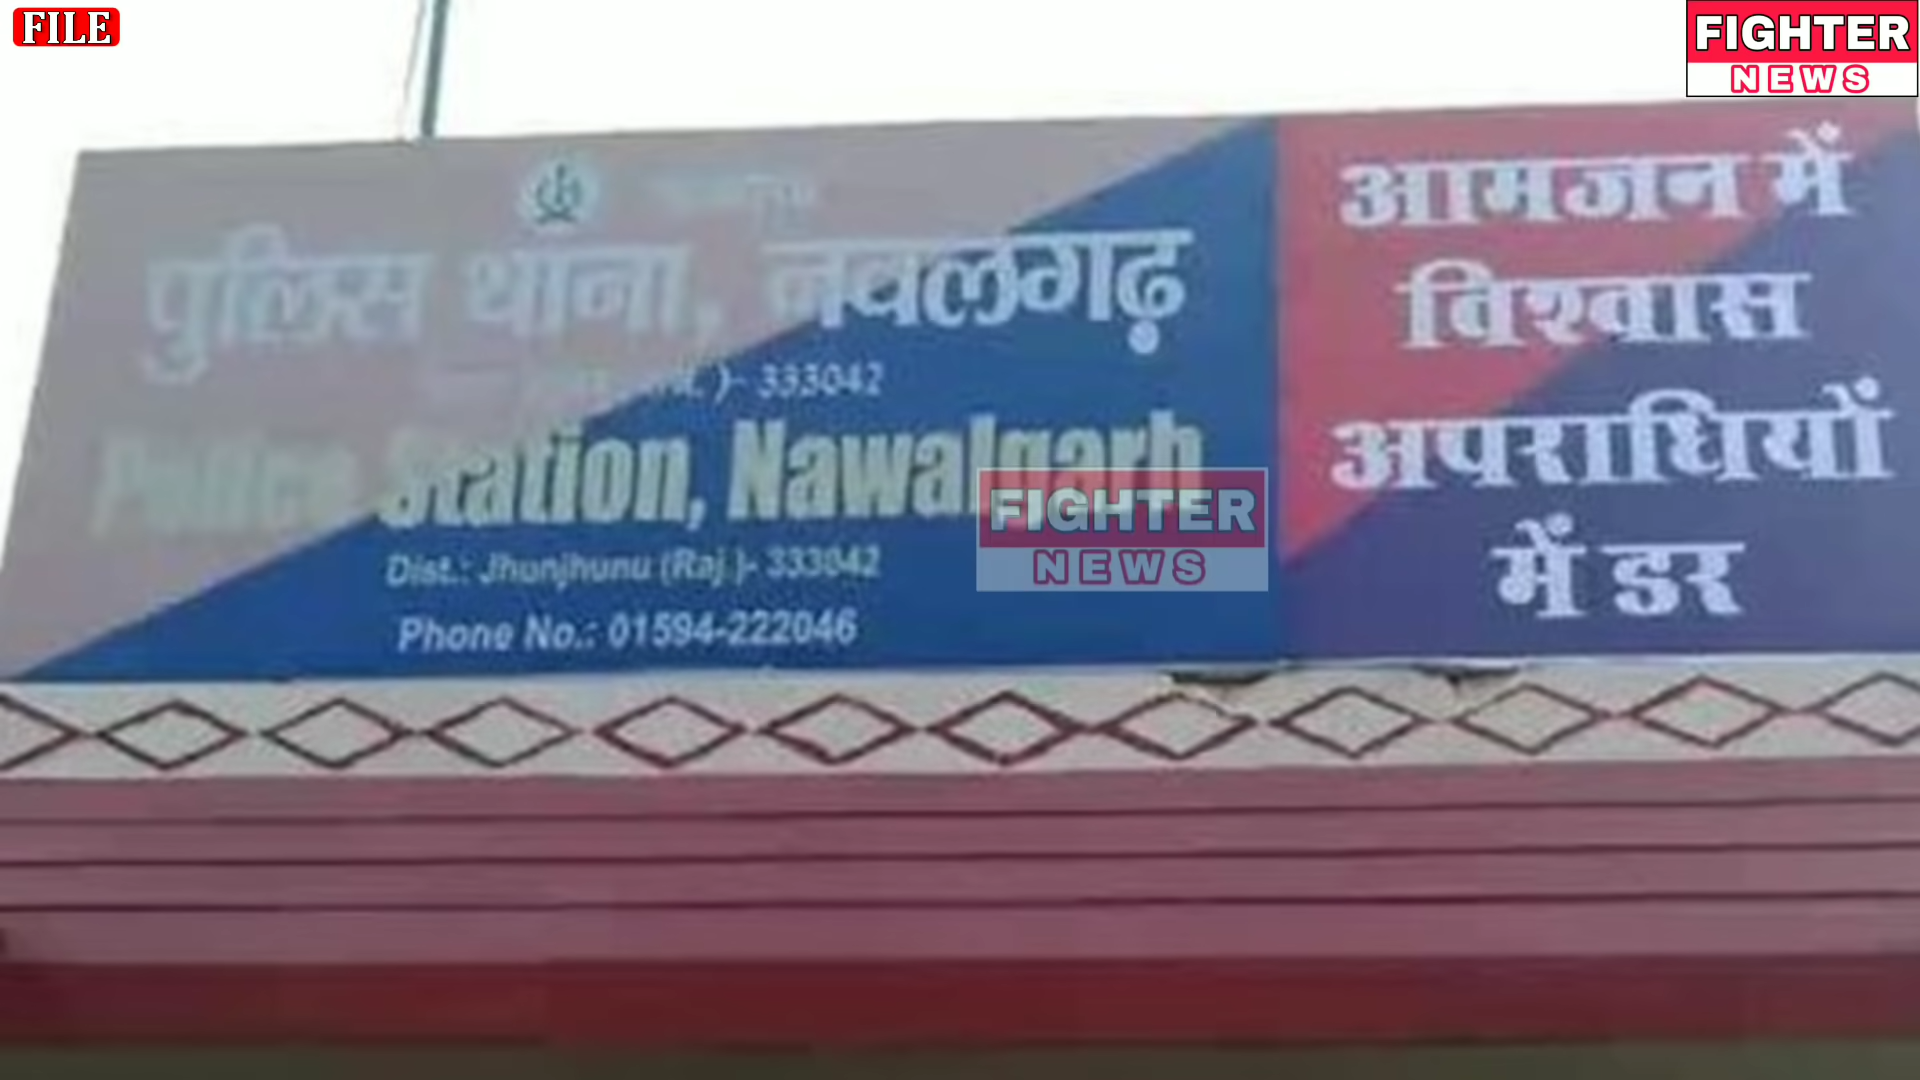 FILE
FIGHTER
NEWS
पुलिस थाना, नवलगढ़
)- 333042
Police Station, Nawalgarh
Dist.: Jhunjhunu (Raj.)- 333042
Phone No.: 01594-222046
आमजन में
विश्वास
अपराधियों
में डर
FIGHTER
NEWS